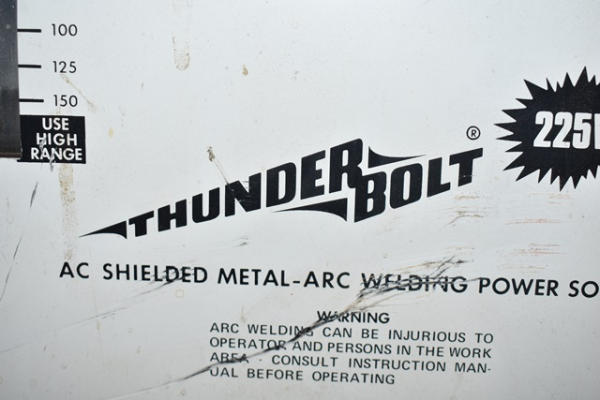 100
125
150
USE
HIGH
RANGE
THUNDER
BOLT®
225
AC SHIELDED METAL-ARC WELDING POWER SO
WARNING
ARC WELDING CAN BE INJURIOUS TO
OPERATOR AND PERSONS IN THE WORK
AREA - CONSULT INSTRUCTION MAN-
UAL BEFORE OPERATING